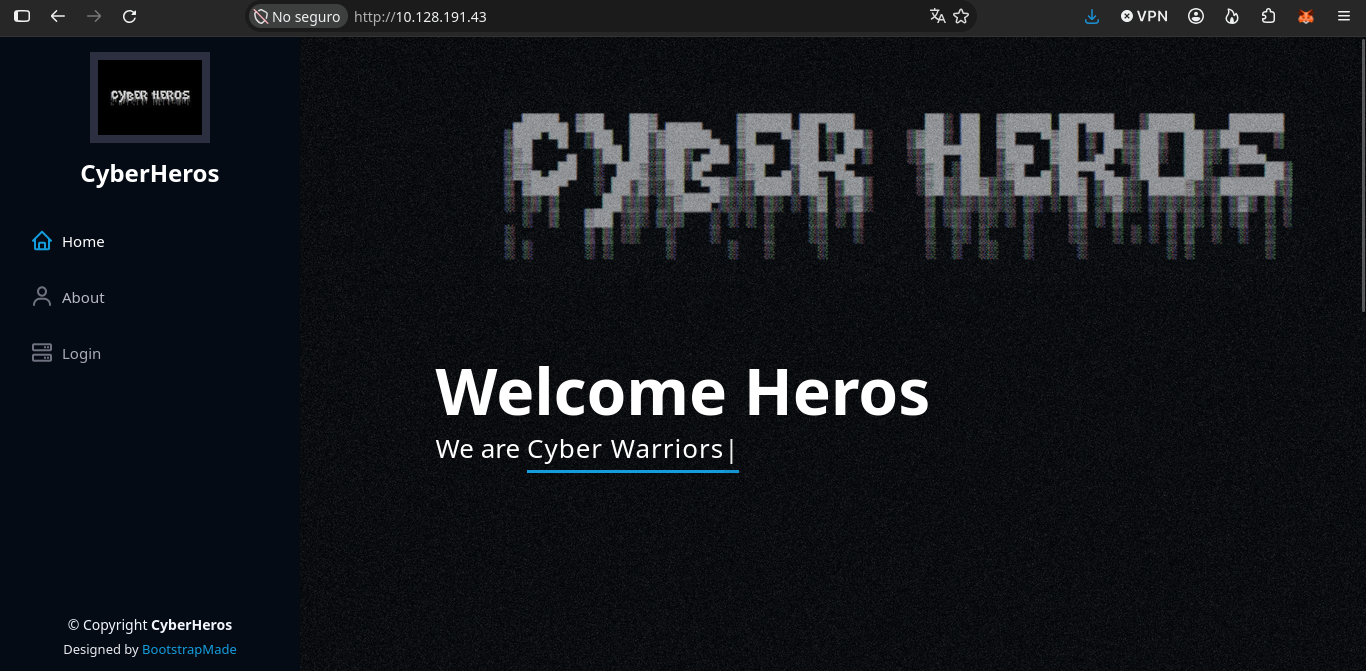 No seguro http://10.128.191.43
VPN
CYBER HEROS
CyberHeros
Home
About
Login
© Copyright CyberHeros
Designed by BootstrapMade
CYBER HEROS
Welcome Heros
We are Cyber Warriors|